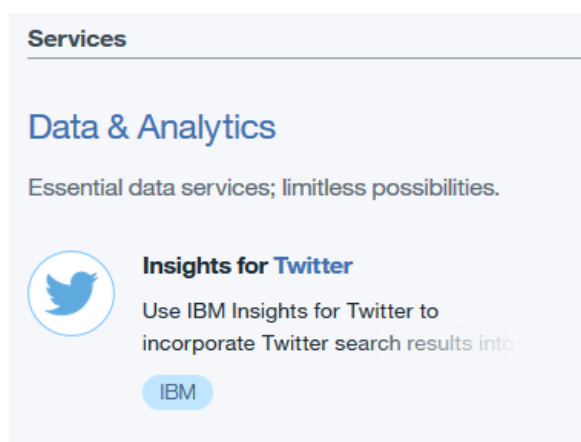 Services
Data & Analytics
Essential data services; limitless possibilities.
Insights for Twitter
Use IBM Insights for Twitter to
incorporate Twitter search results into
IBM